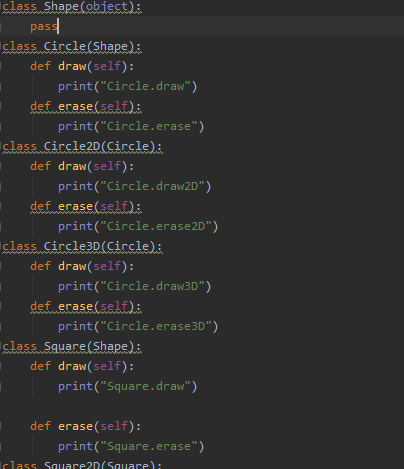 class Shape(object):
    pass
class Circle(Shape):
    def draw(self):
        print("Circle.draw")
    def erase(self):
        print("Circle.erase")
class Circle2D(Circle):
    def draw(self):
        print("Circle.draw2D")
    def erase(self):
        print("Circle.erase2D")
class Circle3D(Circle):
    def draw(self):
        print("Circle.draw3D")
    def erase(self):
        print("Circle.erase3D")
class Square(Shape):
    def draw(self):
        print("Square.draw")

    def erase(self):
        print("Square.erase")
class Square2D(Square):